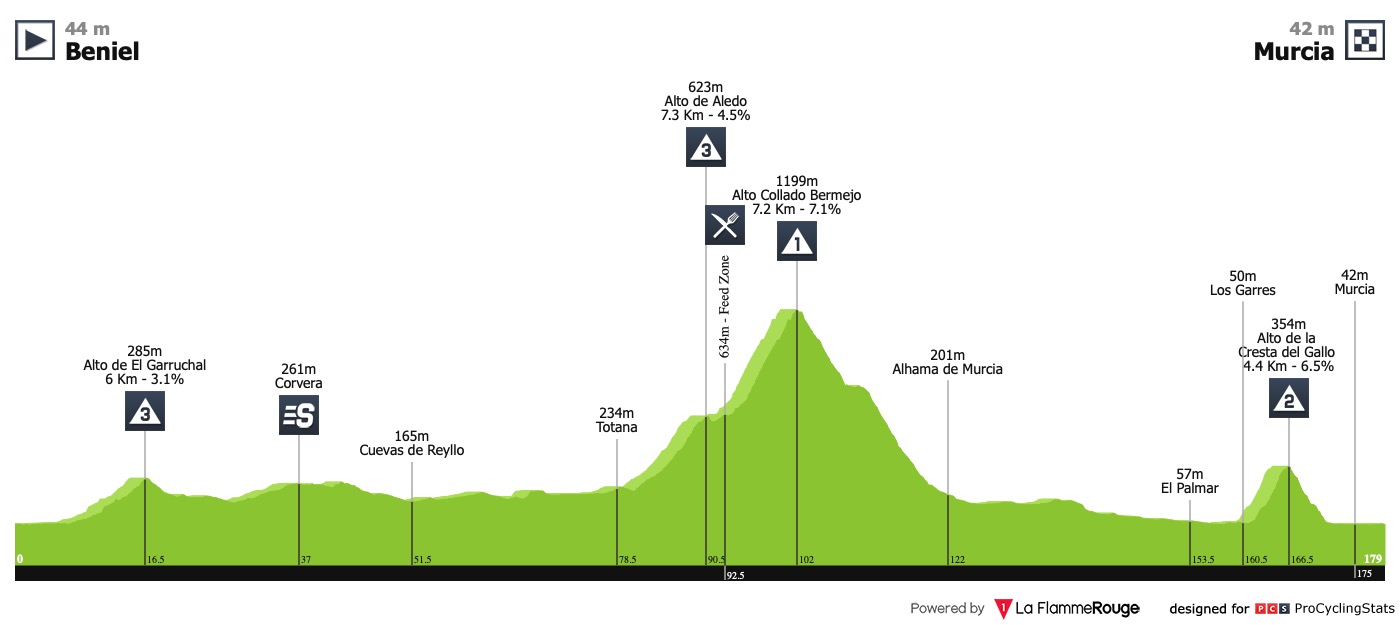 44 m
Beniel
42 m
Murcia
623m
Alto de Aledo
7.3 Km - 4.5%
3
1199m
Alto Collado Bermejo
7.2 Km - 7.1%
1
634m - Feed Zone
50m
Los Garres
42m
Murcia
354m
Alto de la
Cresta del Gallo
4.4 Km - 6.5%
2
285m
Alto de El Garruchal
6 Km - 3.1%
3
261m
Corvera
S
201m
Alhama de Murcia
234m
Totana
165m
Cuevas de Reyllo
57m
El Palmar
0
16.5
37
51.5
78.5
90.5
92.5
102
122
153.5
160.5
166.5
175
179
Powered by 1 La FlammeRouge
designed for PCS ProCyclingStats